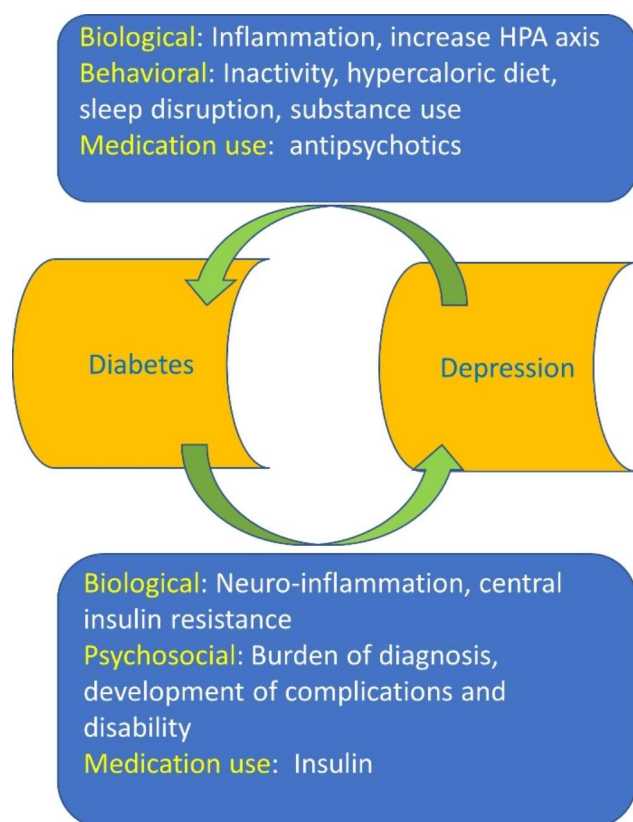 Biological: Inflammation, increase HPA axis
Behavioral: Inactivity, hypercaloric diet,
sleep disruption, substance use
Medication use:  antipsychotics
Diabetes
Depression
Biological: Neuro-inflammation, central
insulin resistance
Psychosocial: Burden of diagnosis,
development of complications and
disability
Medication use:  Insulin